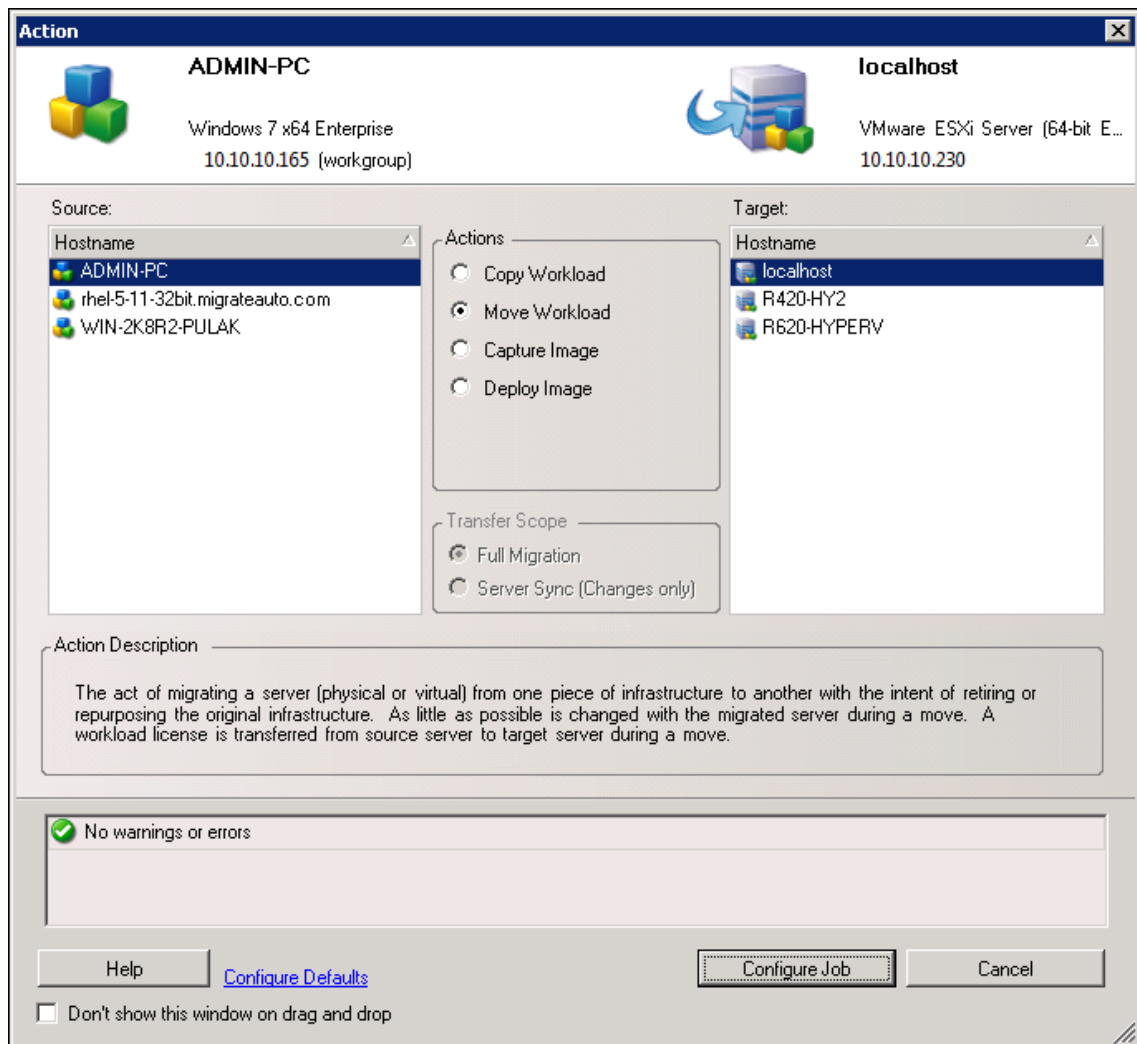 Action
ADMIN-PC
Windows 7 x64 Enterprise
10.10.10.165 (workgroup)
localhost
VMware ESXi Server (64-bit E...
10.10.10.230
Source:
Hostname
ADMIN-PC
rhel-5-11-32bit.migrateauto.com
WIN-2K8R2-PULAK
Actions
Copy Workload
Move Workload
Capture Image
Deploy Image
Transfer Scope
Full Migration
Server Sync (Changes only)
Target:
Hostname
localhost
R420-HY2
R620-HYPERV
Action Description
The act of migrating a server (physical or virtual) from one piece of infrastructure to another with the intent of retiring or
repurposing the original infrastructure. As little as possible is changed with the migrated server during a move. A
workload license is transferred from source server to target server during a move.
No warnings or errors
Help
Configure Defaults
Configure Job
Cancel
Don't show this window on drag and drop